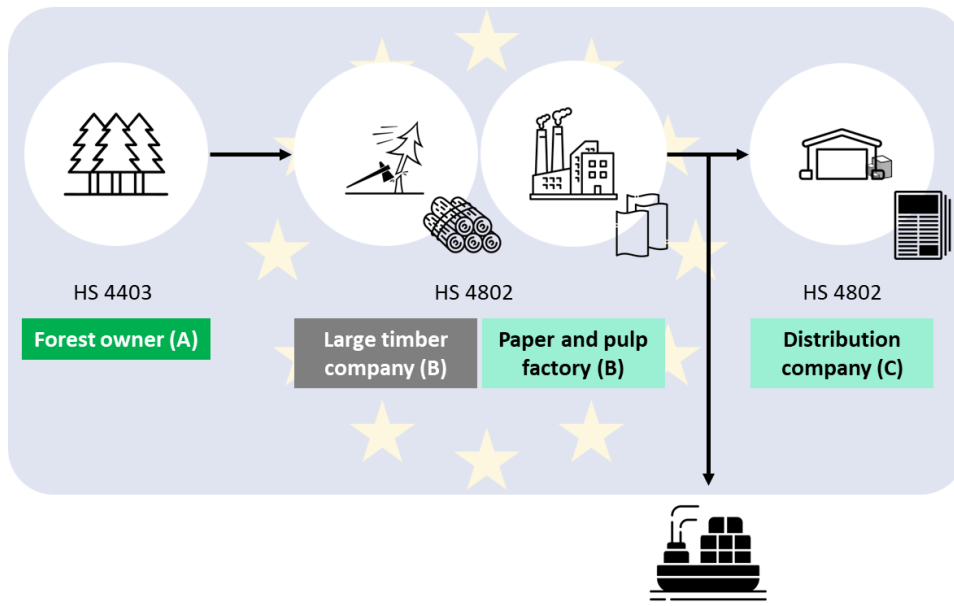 HS 4403
HS 4802
HS 4802
Forest owner (A)
Large timber
company (B)
Paper and pulp
factory (B)
Distribution
company (C)